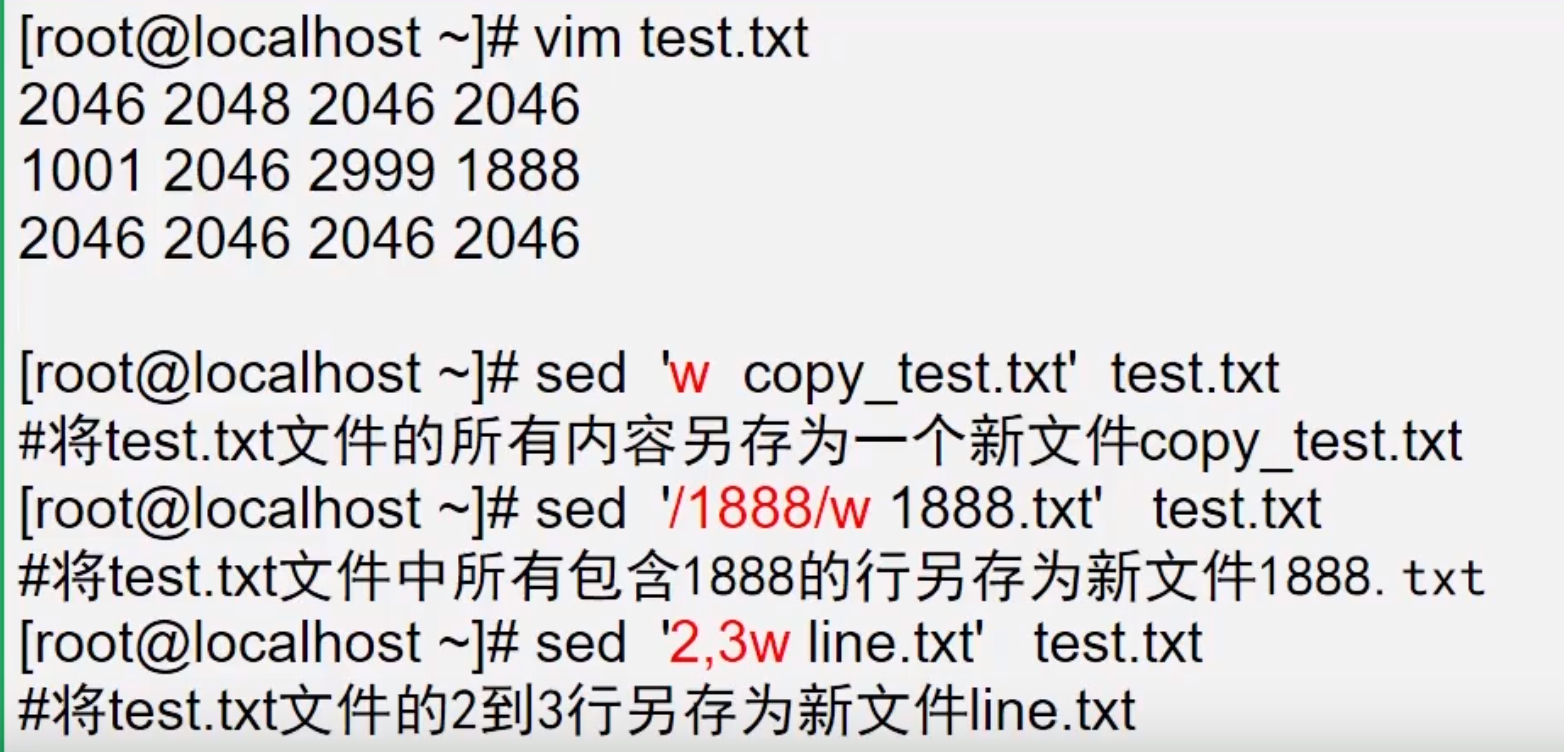 [root@localhost ~]# vim test.txt
2046 2048 2046 2046
1001 2046 2999 1888
2046 2046 2046 2046
[root@localhost ~]# sed  'w  copy_test.txt'  test.txt
#将test.txt文件的所有内容另存为一个新文件copy_test.txt
[root@localhost ~]# sed  '/1888/w 1888.txt'   test.txt
#将test.txt文件中所有包含1888的行另存为新文件1888. txt
[root@localhost ~]# sed  '2,3w line.txt'   test.txt
#将test.txt文件的2到3行另存为新文件line.txt